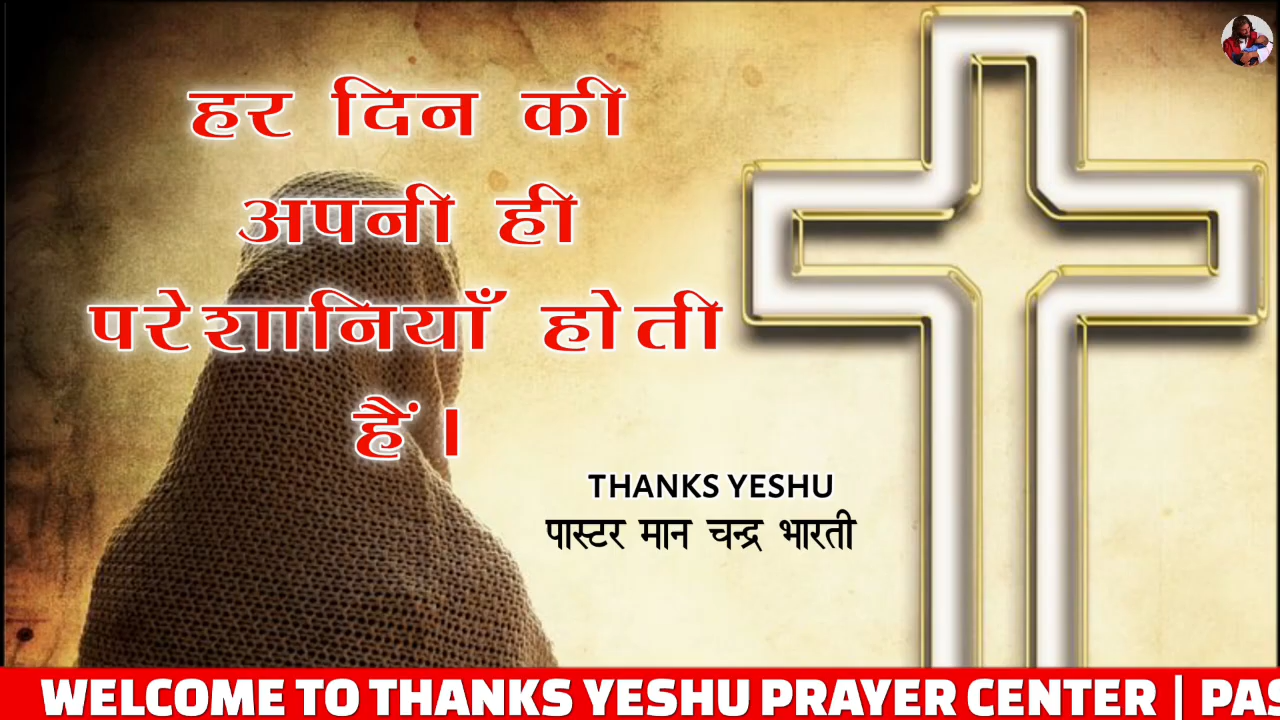 हर दिन की
अपनी ही
परेशानियाँ होती
हैं।
THANKS YESHU
पास्टर मान चन्द्र भारती
WELCOME TO THANKS YESHU PRAYER CENTER | PAS